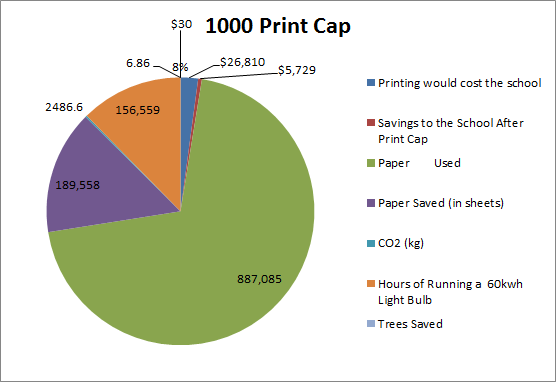 $30
1000 Print Cap
6.86
8%
$26,810
$5,729
2486.6
156,559
189,558
887,085
Printing would cost the school
Savings to the School After
Print Cap
Paper Used
Paper Saved (in sheets)
CO2 (kg)
Hours of Running a 60kwh
Light Bulb
Trees Saved